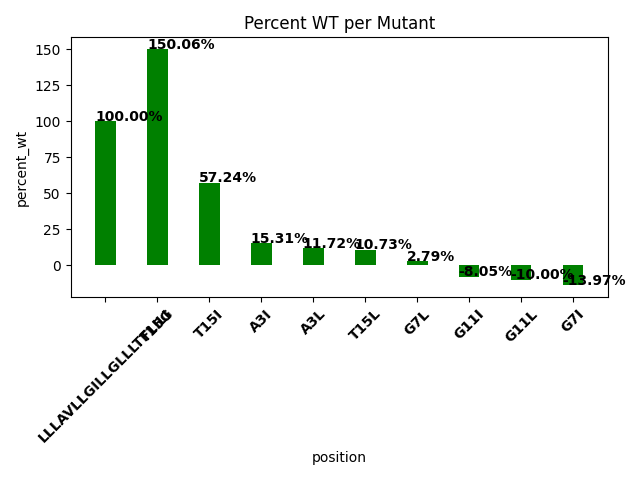 Percent WT per Mutant
percent_wt
150
125
100
75
50
25
0
100.00%
150.06%
57.24%
15.31%
11.72%
10.73%
2.79%
-8.05%
-10.00%
-13.97%
T15I
A3I
A3L
T15L
G7L
G11I
G11L
G7I
position